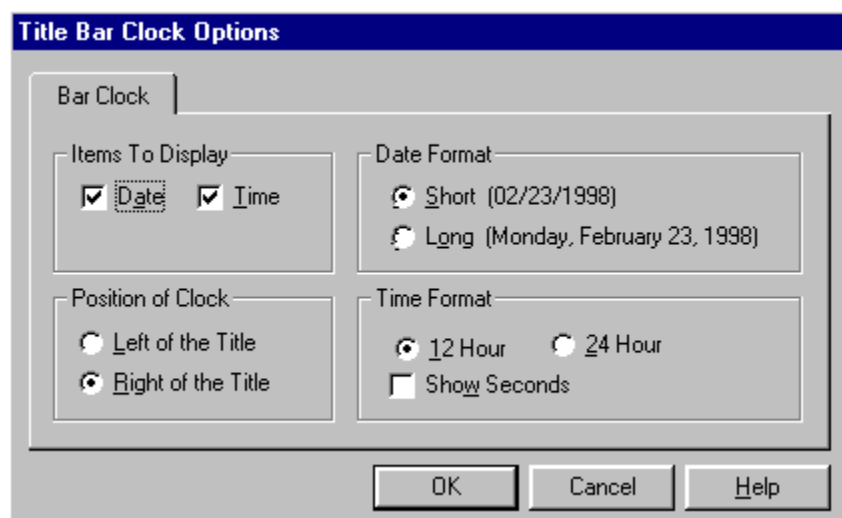 Title Bar Clock Options
Bar Clock
Items To Display
Date Time
Date Format
Short (02/23/1998)
Long (Monday, February 23, 1998)
Position of Clock
Left of the Title
Right of the Title
Time Format
12 Hour 24 Hour
Show Seconds
OK Cancel Help